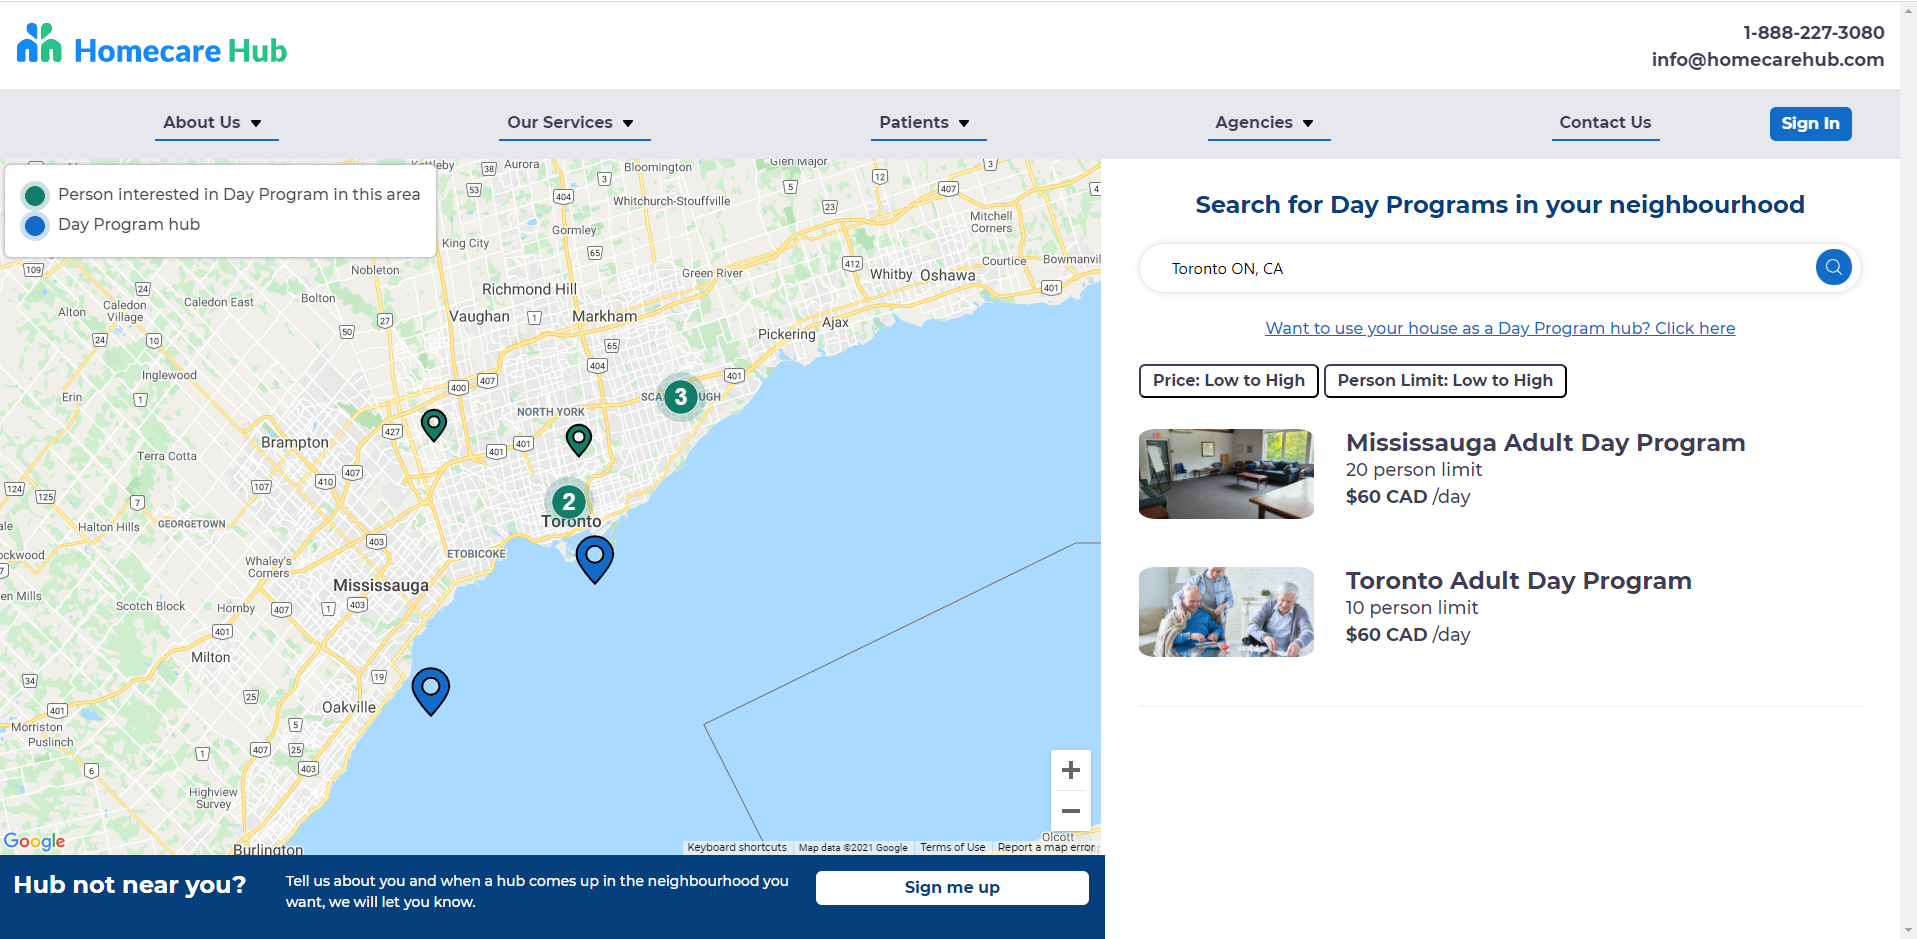 Homecare Hub
1-888-227-3080
info@homecarehub.com
About Us
Our Services
Patients
Agencies
Contact Us
Sign In
Person interested in Day Program in this area
Day Program hub
Kettleby
Aurora
Bloomington
Glen Major
Whitchurch-Stouffville
Mitchell
Corners
King City
Gormley
Nobleton
Green River
Whitby
Oshawa
Courtice
Bowmanvil
Caledon
Village
Caledon East
Bolton
Alton
Richmond Hill
Vaughan
Markham
Pickering
Ajax
Inglewood
Erin
SCA
UGH
3
NORTH YORK
Brampton
Terra Cotta
2
Toronto
Halton Hills
GEORGETOWN
ockwood
ETOBICOKE
Whaley's
Corners
Mississauga
en Mills
Scotch Block
Hornby
Milton
Oakville
Morriston
Puslinch
Highview
Survey
Burlington
Olcott
Google
Keyboard shortcuts
Map data ©2021 Google
Terms of Use
Report a map error
Hub not near you?
Tell us about you and when a hub comes up in the neighbourhood you
want, we will let you know.
Sign me up
Search for Day Programs in your neighbourhood
Toronto ON, CA
Want to use your house as a Day Program hub? Click here
Price: Low to High
Person Limit: Low to High
Mississauga Adult Day Program
20 person limit
$60 CAD /day
Toronto Adult Day Program
10 person limit
$60 CAD /day